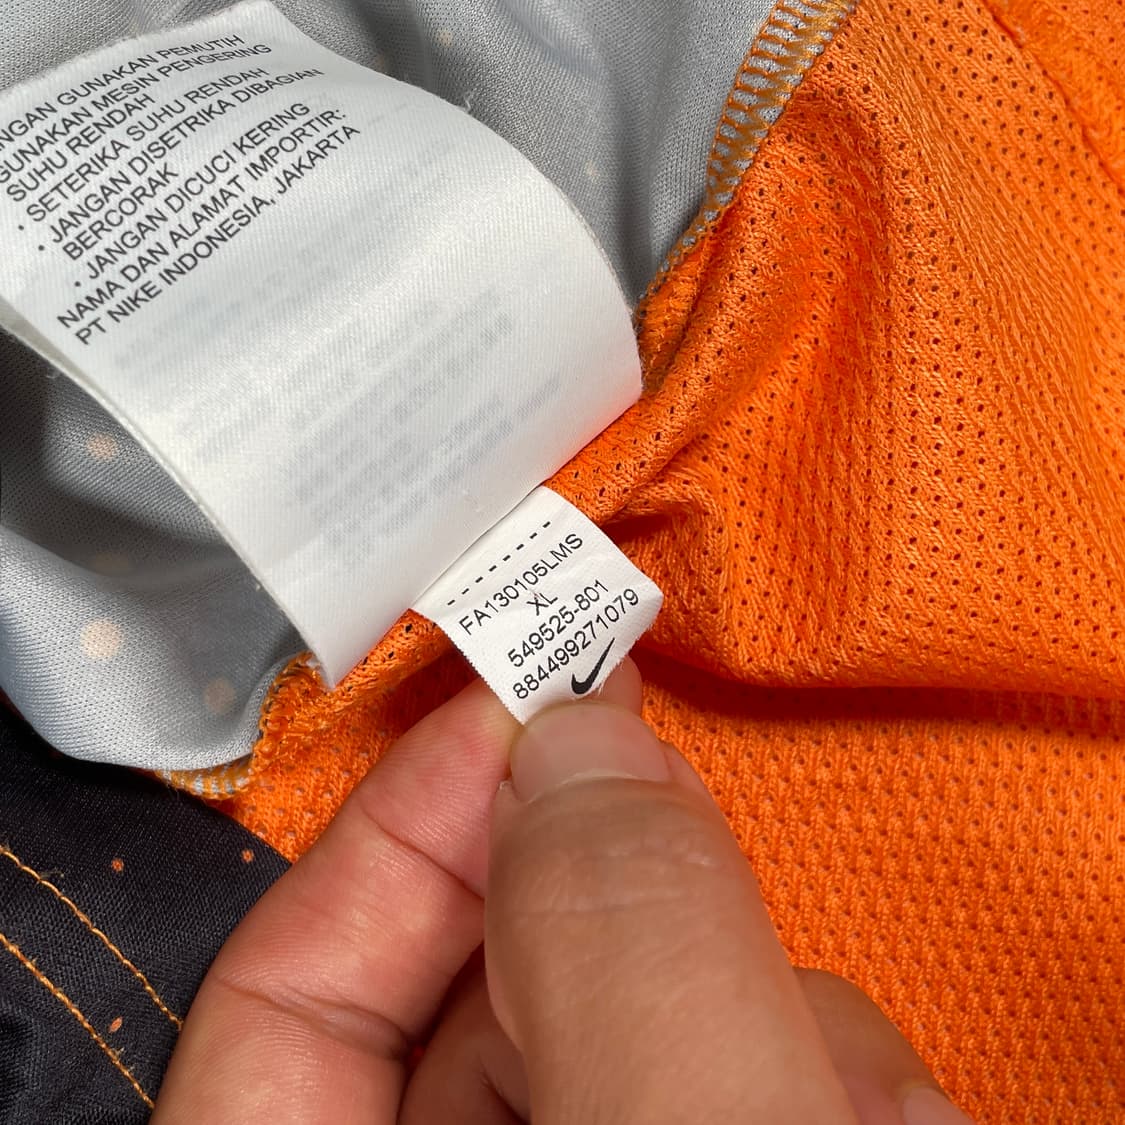 NGAN GUNAKAN PEMUTIH
GUNAKAN MESIN PENGERING
SUHU RENDAH
· SETERIKA SUHU RENDAH
· JANGAN DISETRIKA DIBAGIAN
BERCORAK
· JANGAN DICUCI KERING
NAMA DAN ALAMAT IMPORTIR:
PT NIKE INDONESIA, JAKARTA
---------
FA130105LMS
XL
549525-801
884499271079